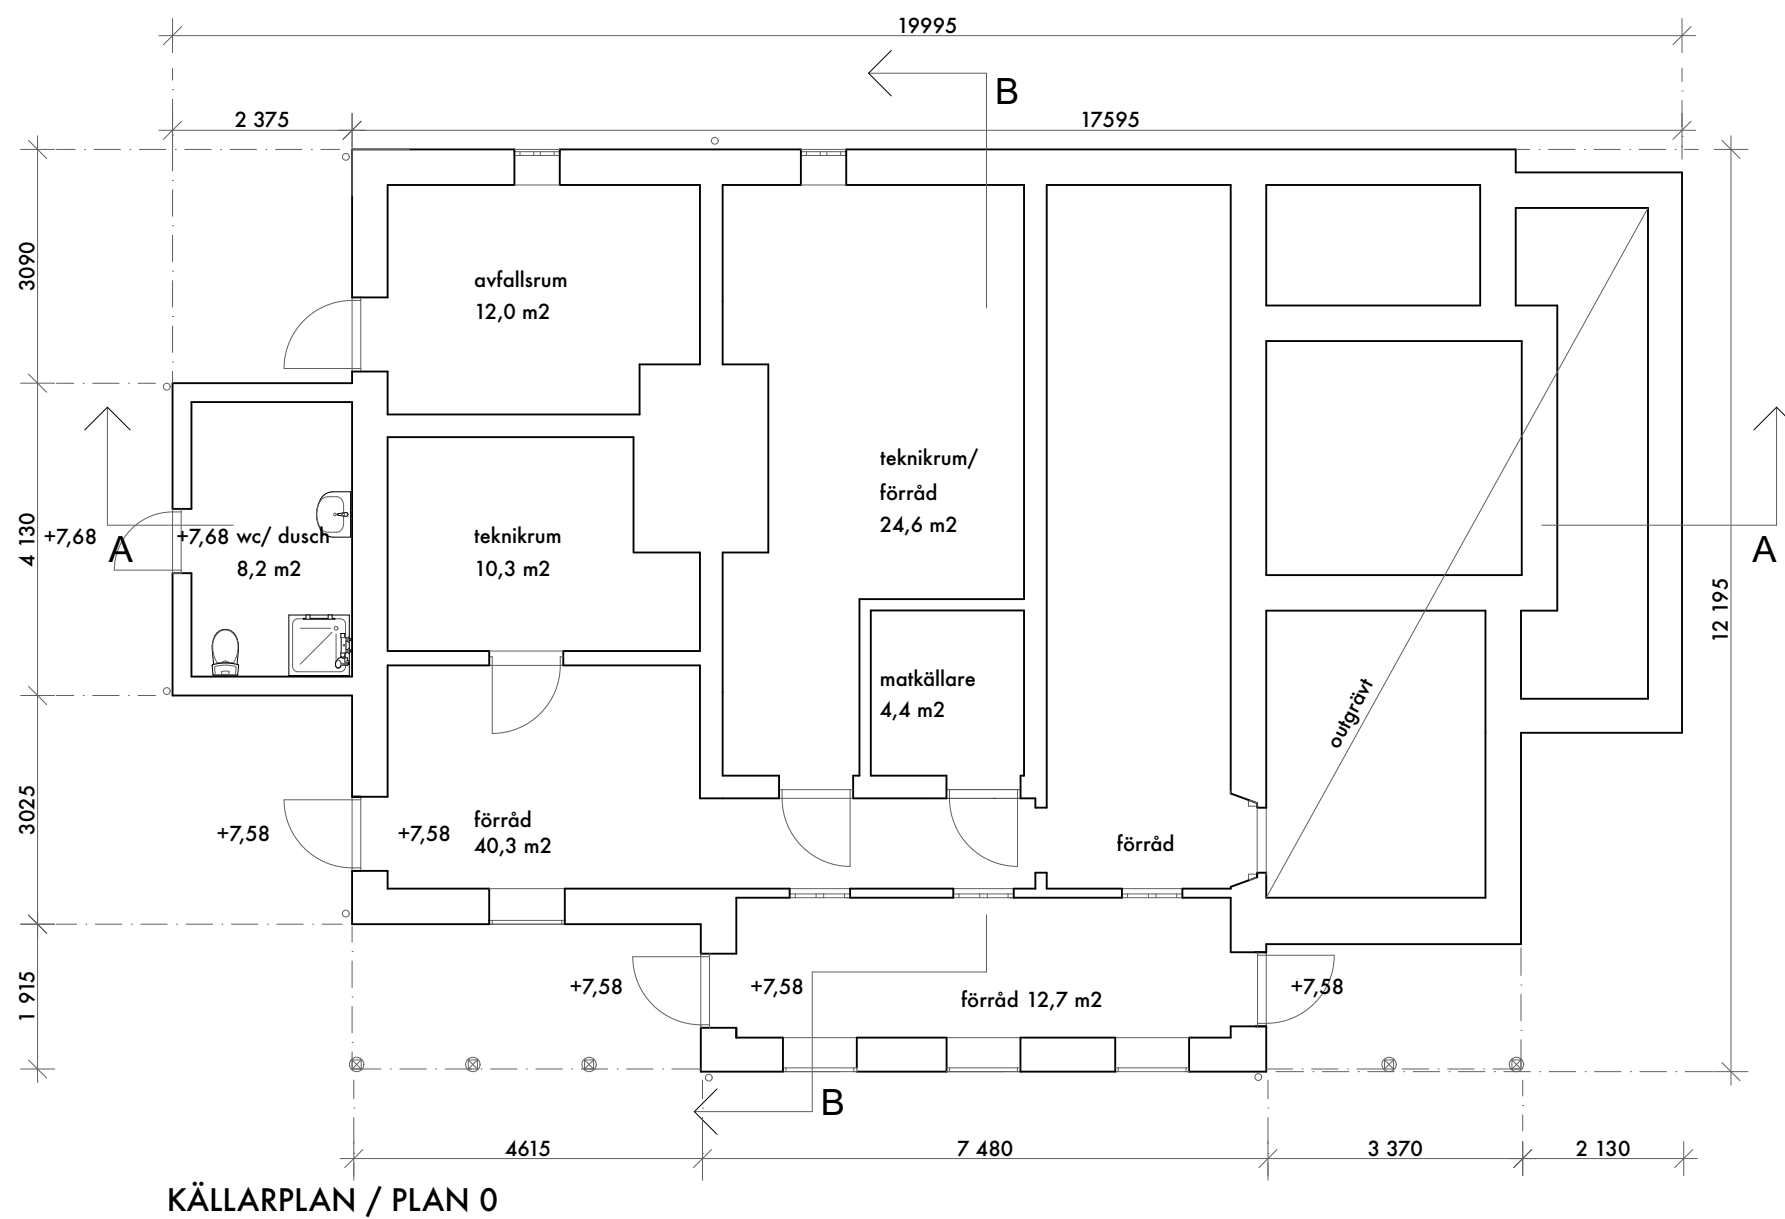 19995
B
2 375
17595
3090
avfallsrum
12,0 m2
teknikrum/
förråd
24,6 m2
4 130
+7,68
A
+7,68 wc/ dusch
8,2 m2
teknikrum
10,3 m2
A
12 195
matkällare
4,4 m2
outgrävt
3025
+7,58
+7,58
förråd
40,3 m2
förråd
1 915
+7,58
+7,58
förråd 12,7 m2
+7,58
B
4615
7 480
3 370
2 130
KÄLLARPLAN / PLAN 0